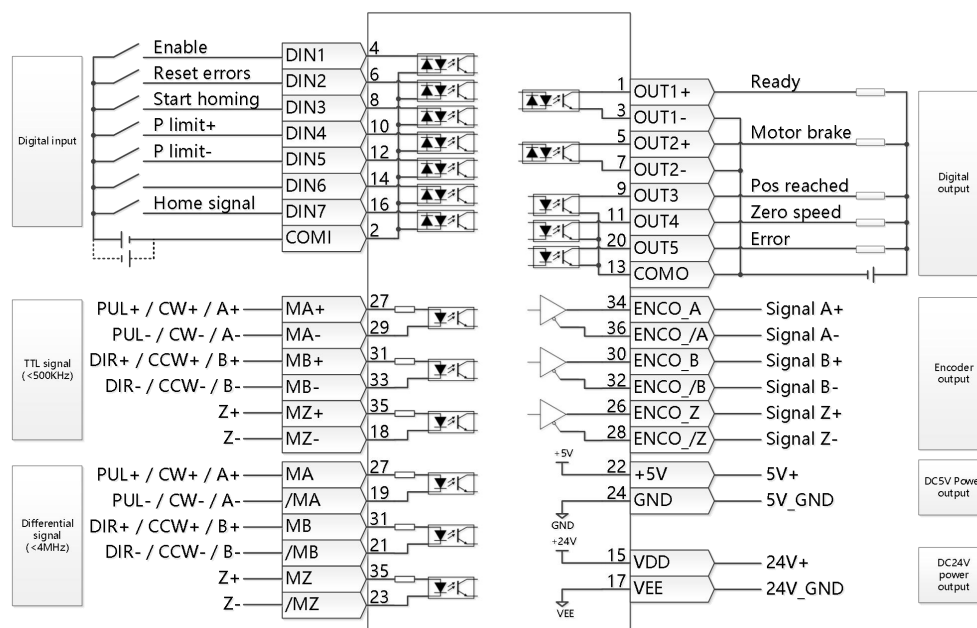 Digital input
Enable
DIN1
4
Reset errors
DIN2
6
Start homing
DIN3
8
P limit+
DIN4
10
P limit-
DIN5
12
DIN6
14
Home signal
DIN7
16
COMI
2
1
OUT1+
Ready
3
OUT1-
5
OUT2+
Motor brake
7
OUT2-
9
OUT3
Pos reached
11
OUT4
Zero speed
20
OUT5
Error
13
COMO
Digital
output
TTL signal
(<500KHz)
PUL+ / CW+ / A+
MA+
27
PUL- / CW- / A-
MA-
29
DIR+ / CCW+ / B+
MB+
31
DIR- / CCW- / B-
MB-
33
Z+
MZ+
35
Z-
MZ-
18
34
ENCO_A
Signal A+
36
ENCO_/A
Signal A-
30
ENCO_B
Signal B+
32
ENCO_/B
Signal B-
26
ENCO_Z
Signal Z+
28
ENCO_/Z
Signal Z-
Encoder
output
Differential
signal
(<4MHz)
PUL+ / CW+ / A+
MA
27
PUL- / CW- / A-
/MA
19
DIR+ / CCW+ / B+
MB
31
DIR- / CCW- / B-
/MB
21
Z+
MZ
35
Z-
/MZ
23
+5V
22
+5V
5V+
24
GND
5V_GND
GND
DC5V Power
output
+24V
15
VDD
24V+
17
VEE
24V_GND
VEE
DC24V
power
output